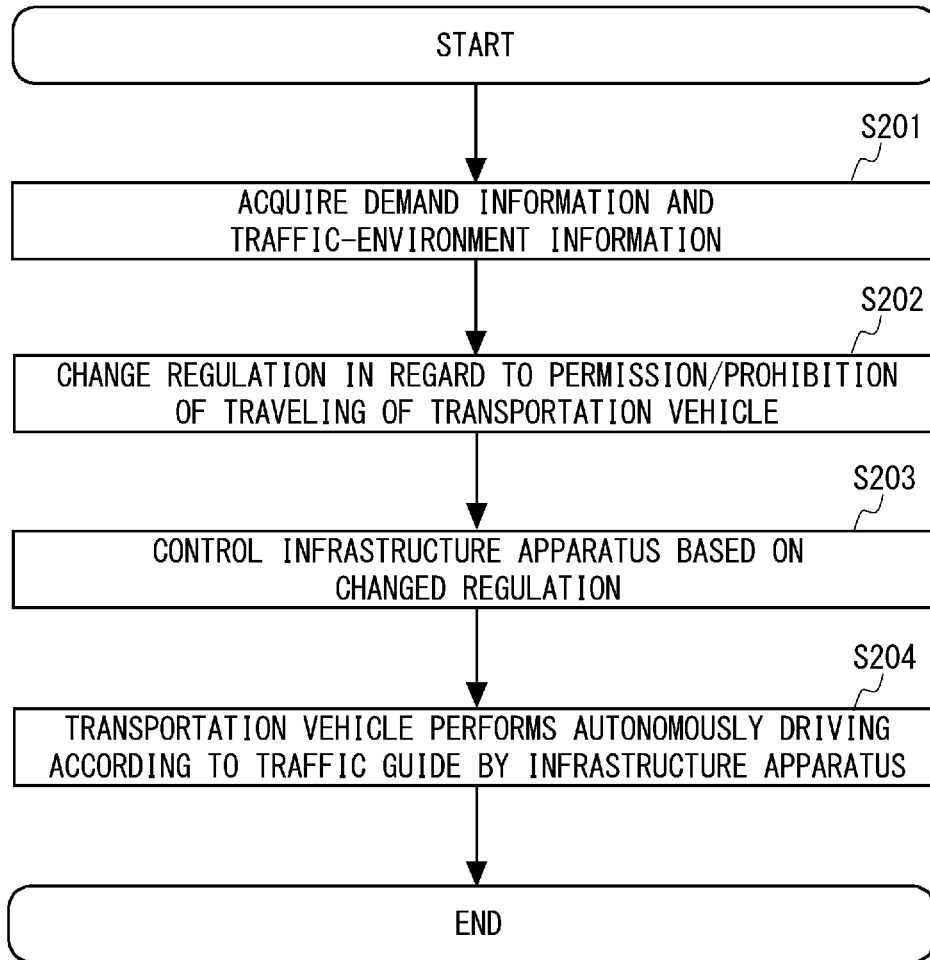 START
S201
ACQUIRE DEMAND INFORMATION AND
TRAFFIC-ENVIRONMENT INFORMATION
S202
CHANGE REGULATION IN REGARD TO PERMISSION/PROHIBITION
OF TRAVELING OF TRANSPORTATION VEHICLE
S203
CONTROL INFRASTRUCTURE APPARATUS BASED ON
CHANGED REGULATION
S204
TRANSPORTATION VEHICLE PERFORMS AUTONOMOUSLY DRIVING
ACCORDING TO TRAFFIC GUIDE BY INFRASTRUCTURE APPARATUS
END